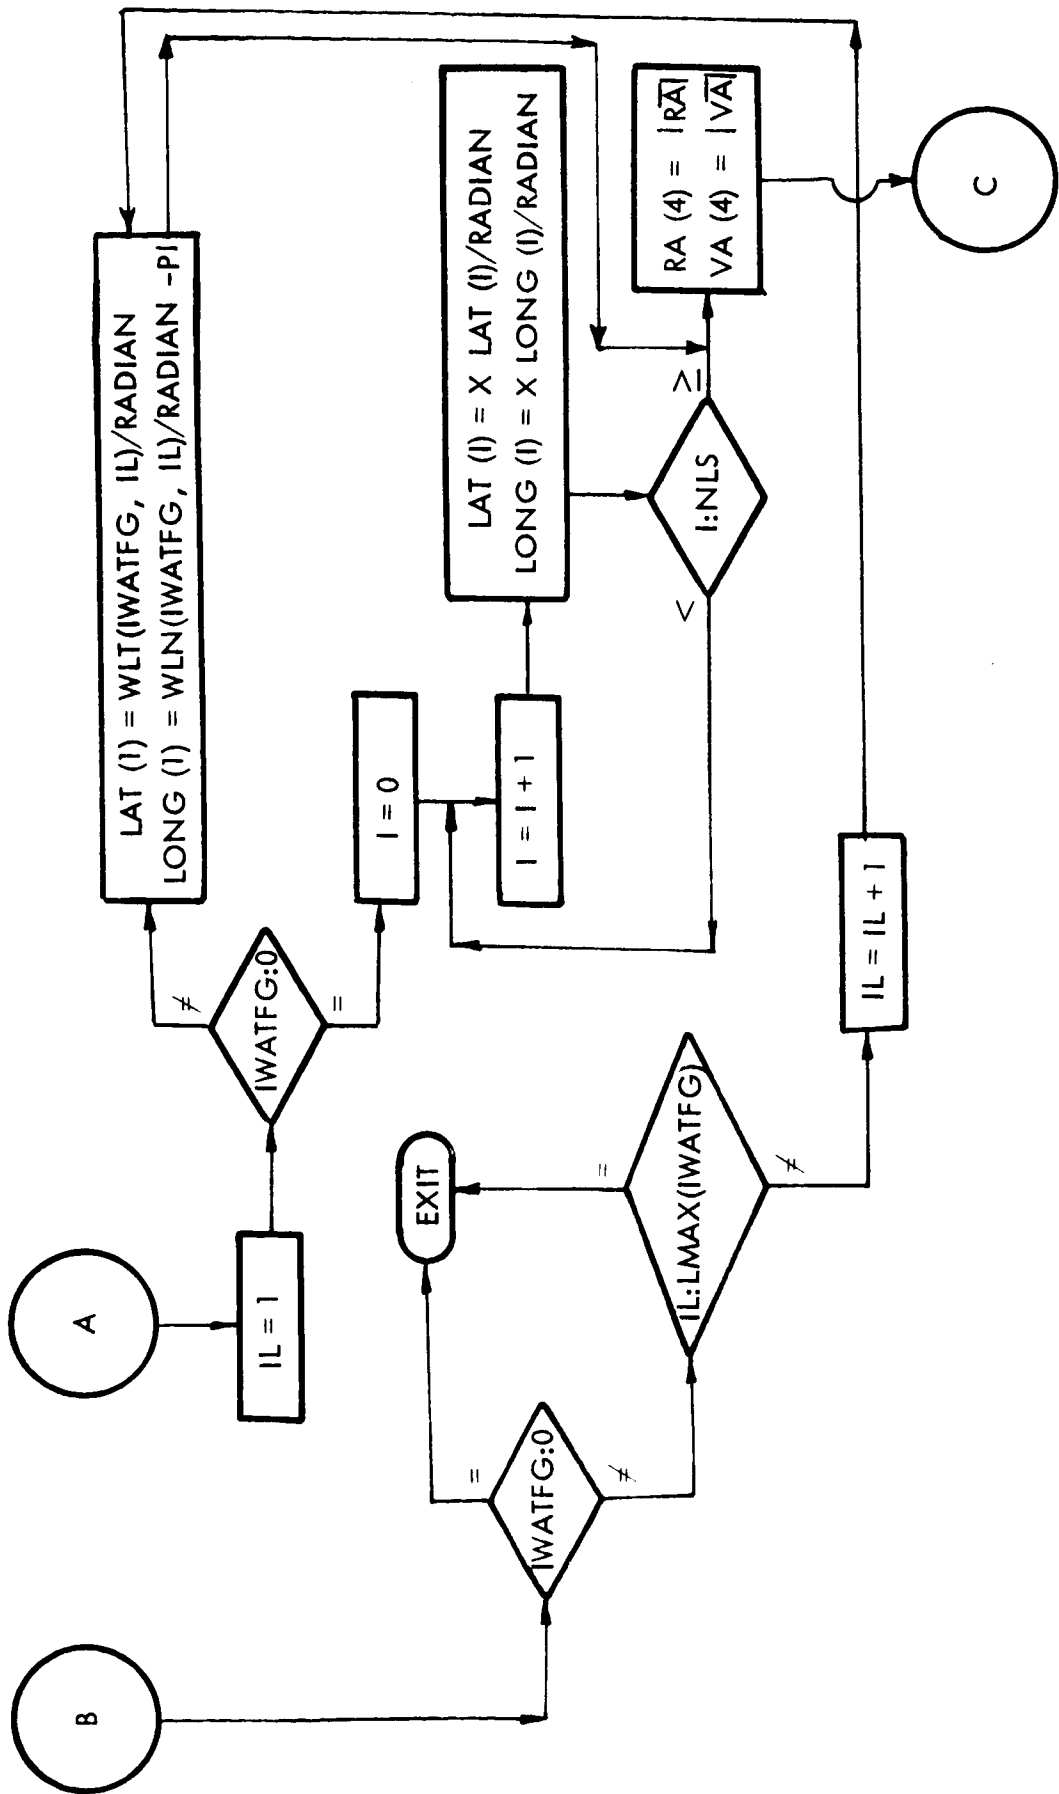 A
IL = 1
IWATFG:0
≠
=
LAT (1) = WLT(IWATFG, IL)/RADIAN
LONG (1) = WLN(IWATFG, IL)/RADIAN -PI
I = 0
I = I + 1
LAT (I) = X LAT (I)/RADIAN
LONG (I) = X LONG (I)/RADIAN
I:NLS
<
≥
RA (4) = |RA|
VA (4) = |VA|
C
B
IWATFG:0
=
≠
EXIT
IL:LMAX(IWATFG)
=
≠
IL = IL + 1